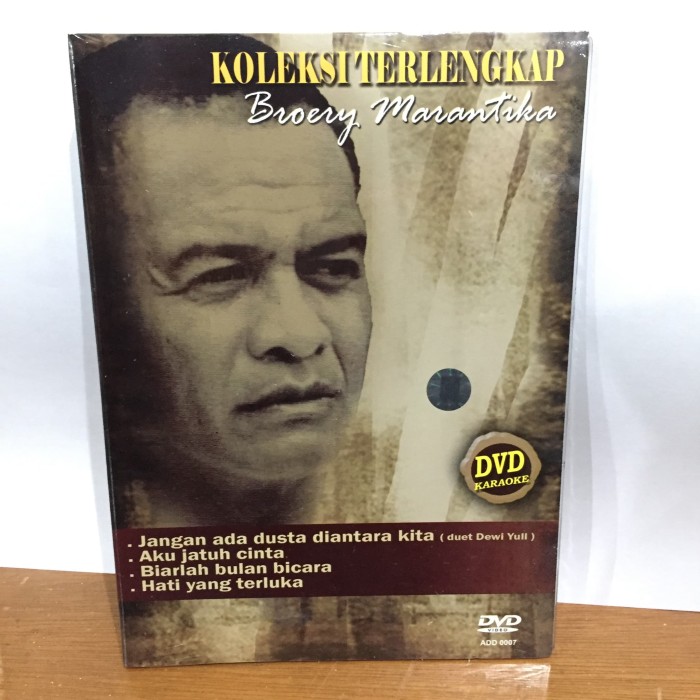 KOLEKSI TERLENGKAP
Broery Marantika
DVD
KARAOKE
. Jangan ada dusta diantara kita ( duet Dewi Yull )
. Aku jatuh cinta
. Biarlah bulan bicara
. Hati yang terluka
DVD
VIDEO
ADD 0007